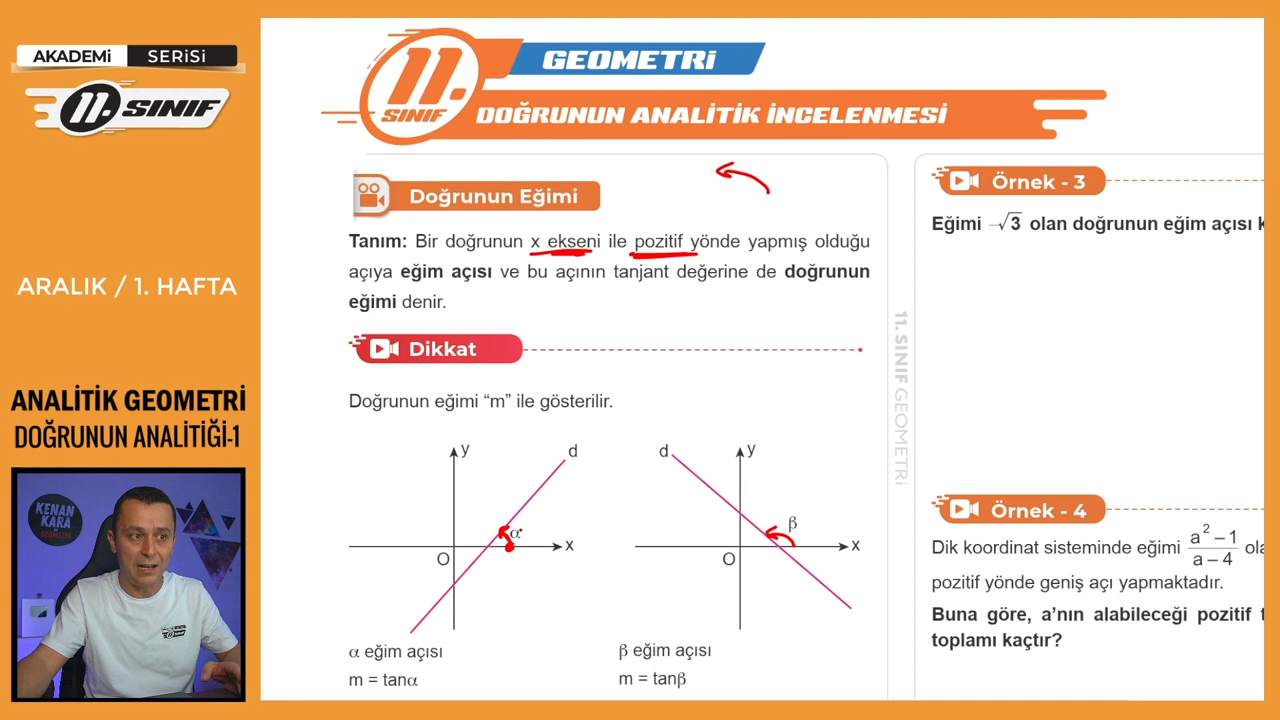 AKADEMi SERiSi
11. SINIF
ARALIK / 1. HAFTA
ANALİTİK GEOMETRİ
DOĞRUNUN ANALİTİĞİ-1
KENAN
KARA
GEOMETRİ
11.
SINIF
GEOMETRi
DOĞRUNUN ANALİTİK İNCELENMESİ
Doğrunun Eğimi
Tanım: Bir doğrunun x ekseni ile pozitif yönde yapmış olduğu
açıya eğim açısı ve bu açının tanjant değerine de doğrunun
eğimi denir.
Dikkat
Doğrunun eğimi “m” ile gösterilir.
y
d
α
O
x
α eğim açısı
m = tanα
d
y
β
O
x
β eğim açısı
m = tanβ
11. SINIF GEOMETRi
Örnek - 3
Eğimi –√3 olan doğrunun eğim açısı
Örnek - 4
Dik koordinat sisteminde eğimi (a² – 1)/(a – 4)
pozitif yönde geniş açı yapmaktadır.
Buna göre, a’nın alabileceği pozitif
toplamı kaçtır?